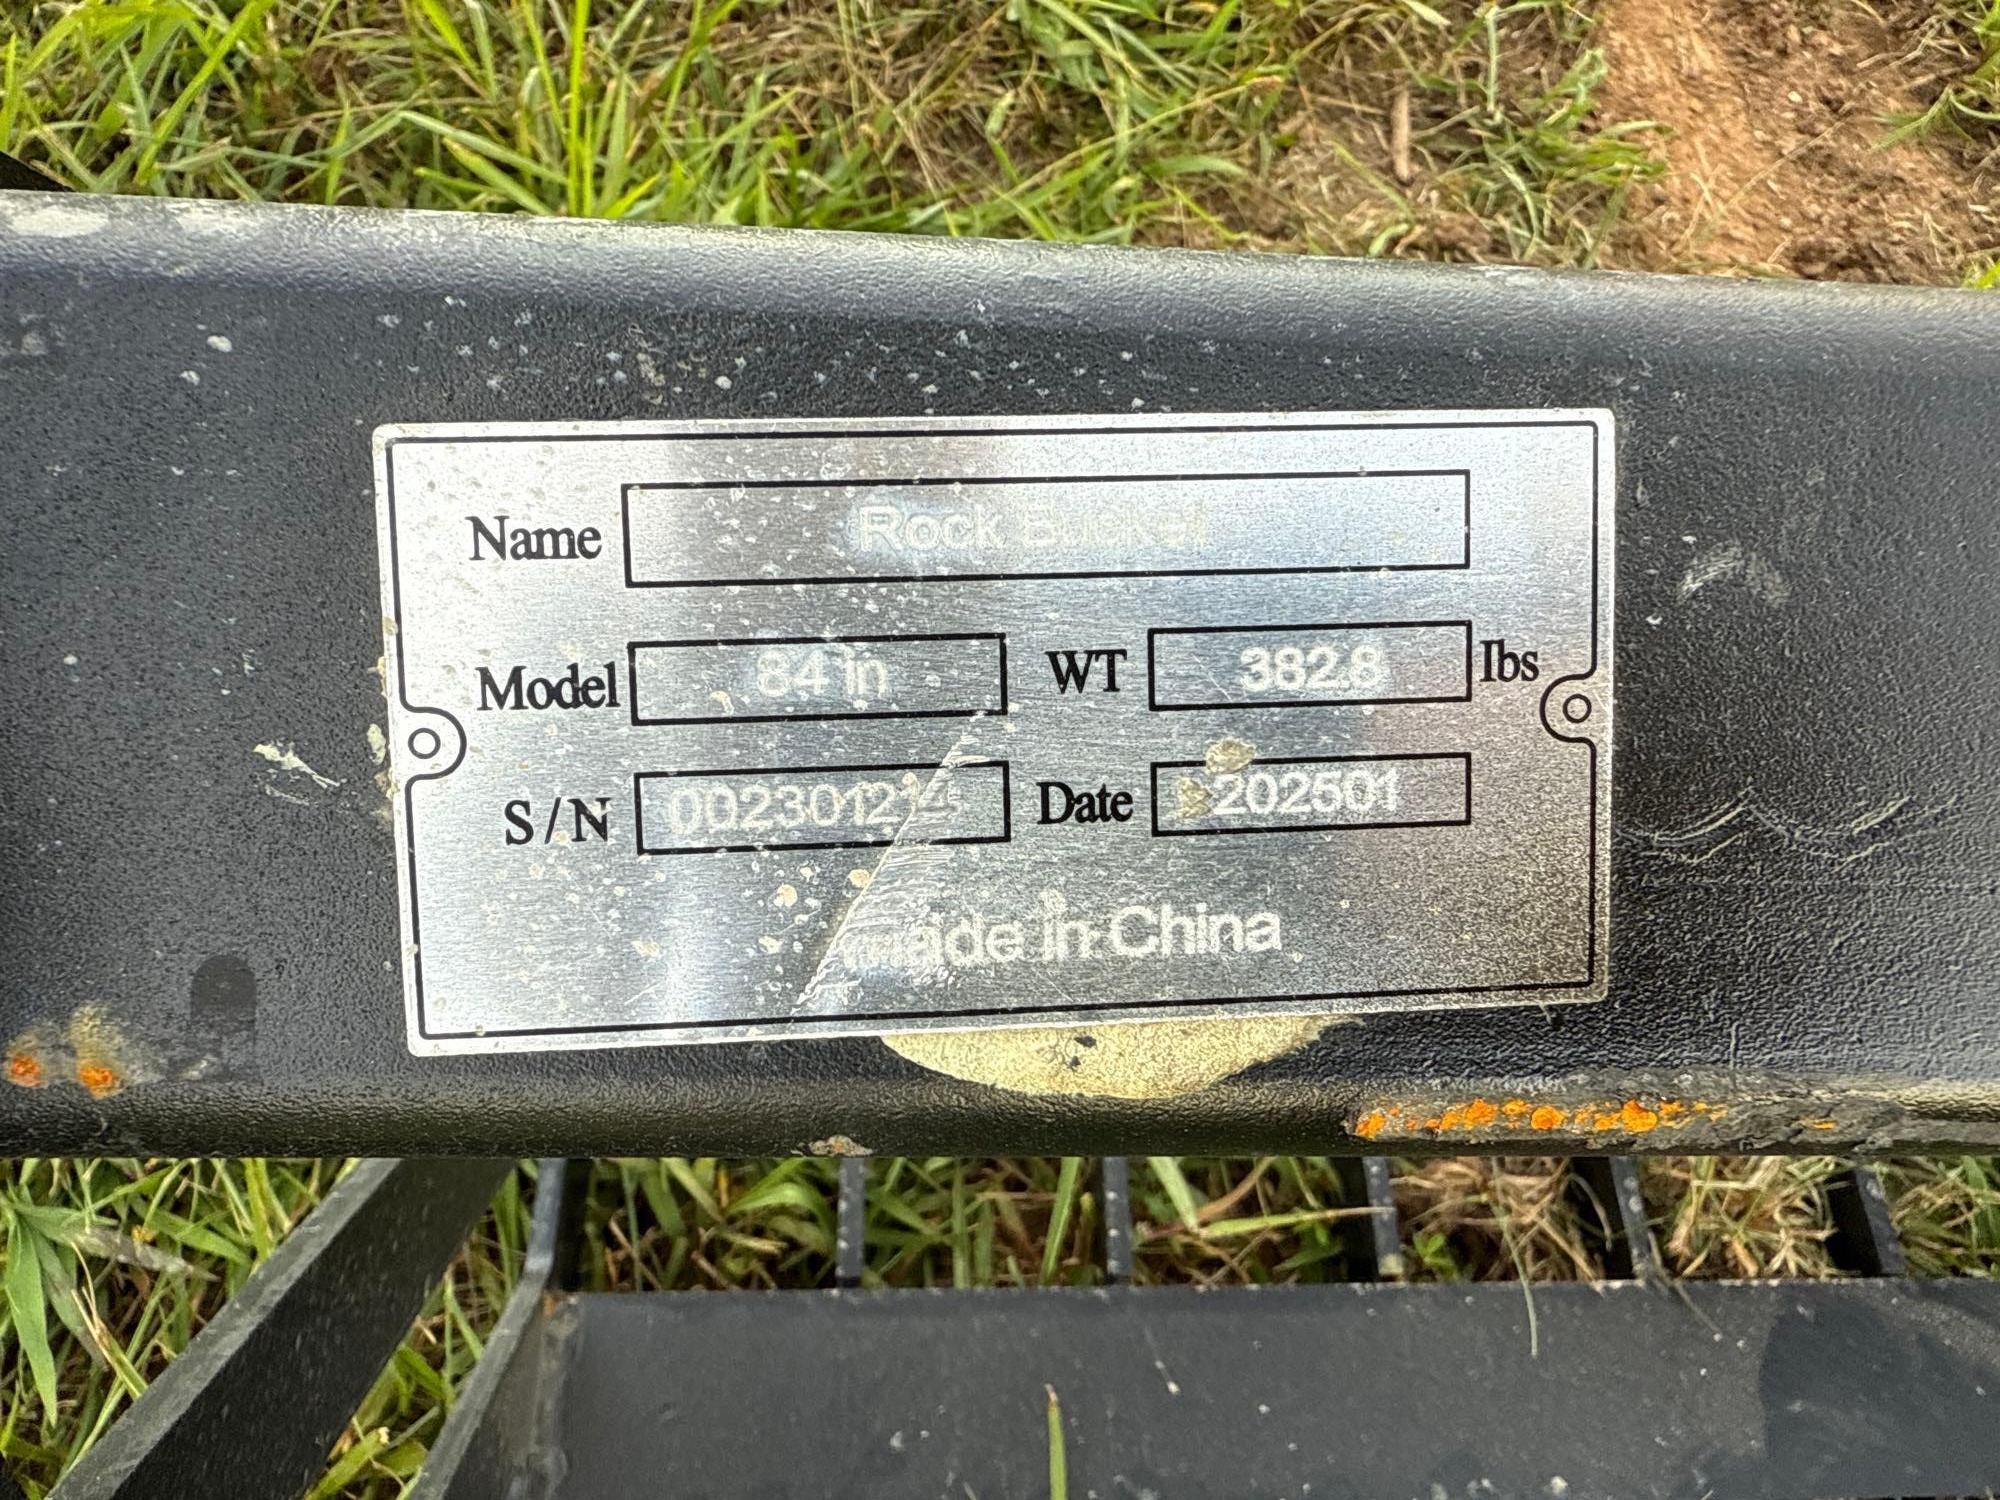 Name Rock Bucket
Model 84 in WT 382.8 lbs
S/N Date 202501
made in China